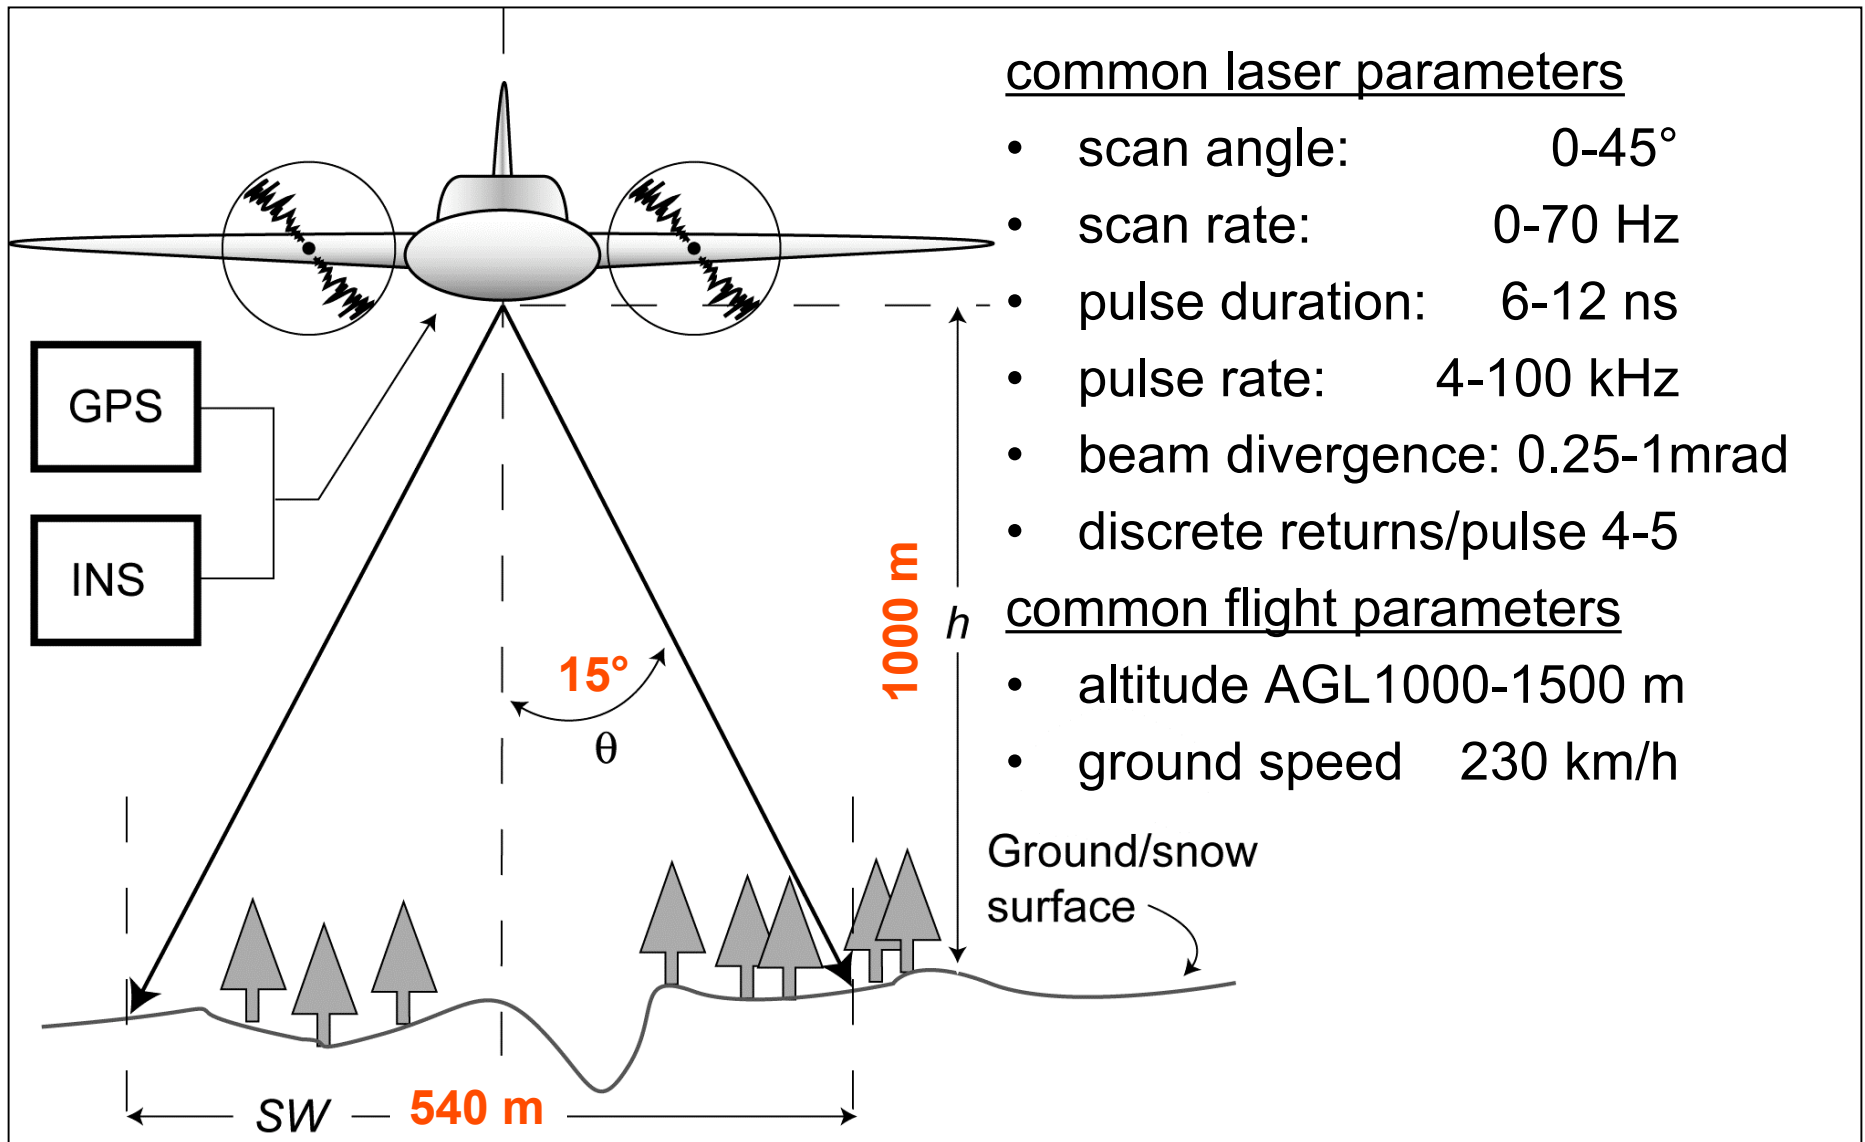 common laser parameters
• scan angle: 0-45°
• scan rate: 0-70 Hz
• pulse duration: 6-12 ns
• pulse rate: 4-100 kHz
• beam divergence: 0.25-1mrad
• discrete returns/pulse 4-5
common flight parameters
• altitude AGL1000-1500 m
• ground speed 230 km/h
GPS
INS
15°
θ
1000 m
h
Ground/snow
surface
SW
540 m